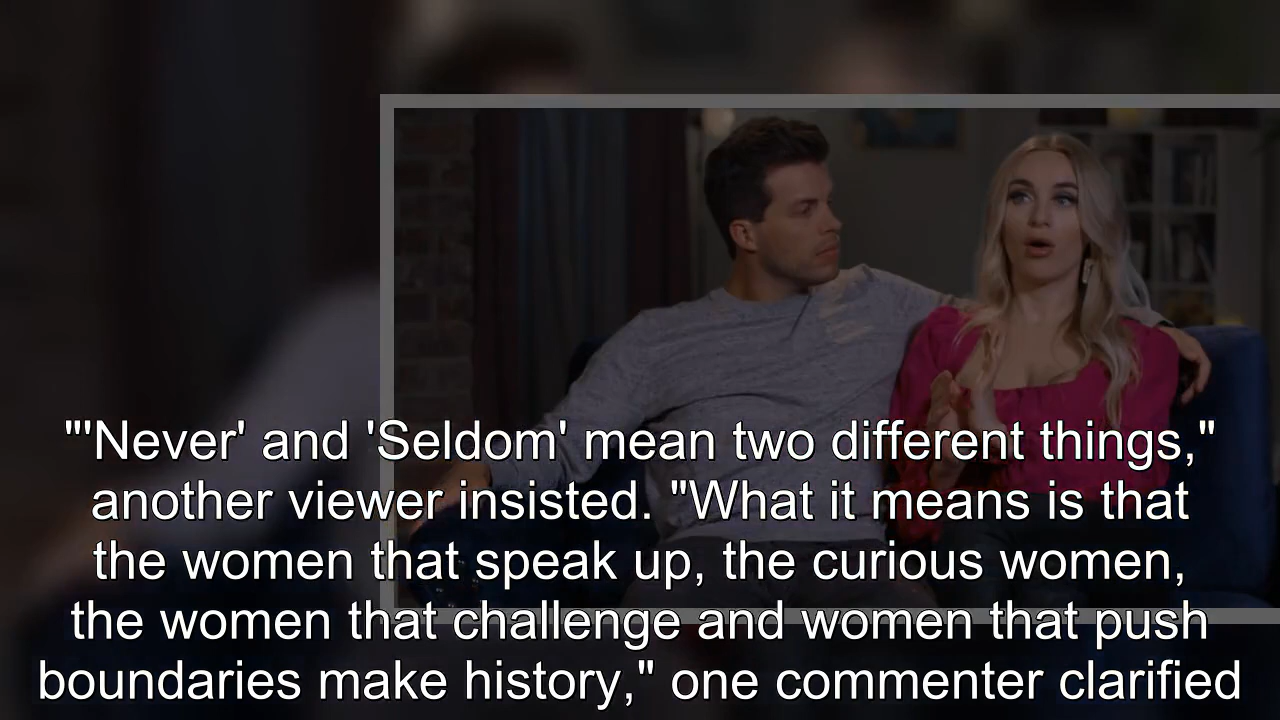 "'Never' and 'Seldom' mean two different things,"
another viewer insisted. "What it means is that
the women that speak up, the curious women,
the women that challenge and women that push
boundaries make history," one commenter clarified